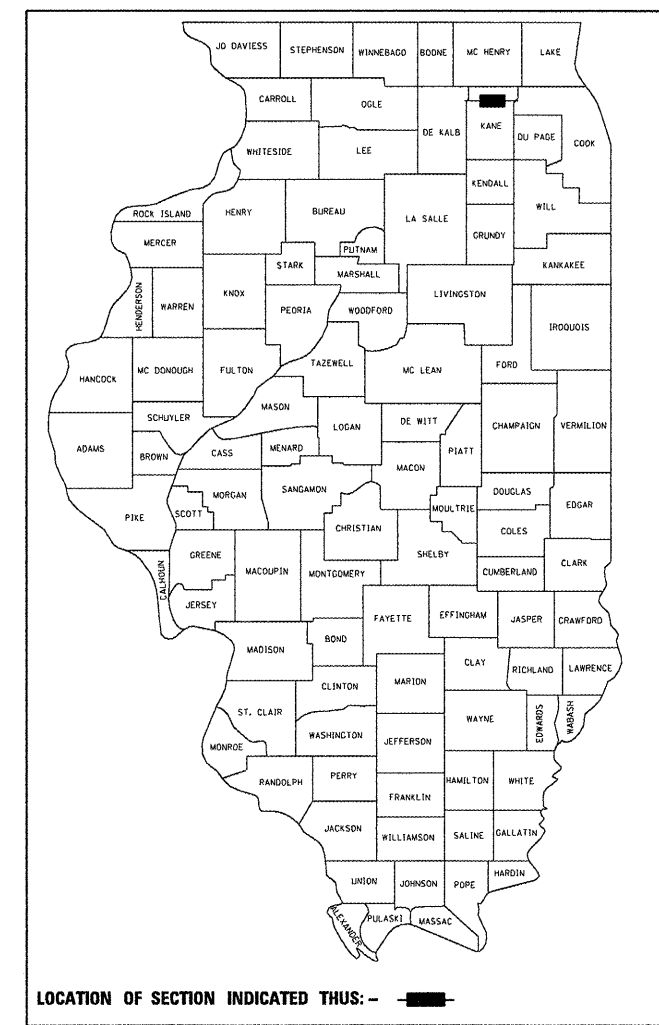 JO DAVIESS STEPHENSON WINNEBAGO BOONE MC HENRY LAKE
CARROLL OGLE
DE KALB KANE DU PAGE COOK
WHITESIDE LEE
KENDALL
ROCK ISLAND HENRY BUREAU LA SALLE WILL
MERCER PUTNAM GRUNDY
STARK MARSHALL KANKAKEE
HENDERSON WARREN KNOX PEORIA WOODFORD LIVINGSTON IROQUOIS
HANCOCK MC DONOUGH FULTON TAZEWELL MC LEAN FORD
MASON
SCHUYLER LOGAN DE WITT CHAMPAIGN VERMILION
ADAMS BROWN CASS MENARD PIATT
MACON
PIKE SCOTT MORGAN SANGAMON MOULTRIE DOUGLAS EDGAR
CHRISTIAN COLES
CALHOUN GREENE MACOUPIN MONTGOMERY SHELBY CUMBERLAND CLARK
JERSEY FAYETTE EFFINGHAM JASPER CRAWFORD
MADISON BOND
CLAY RICHLAND LAWRENCE
CLINTON MARION
ST. CLAIR WAYNE EDWARDS WABASH
WASHINGTON JEFFERSON
MONROE
RANDOLPH PERRY HAMILTON WHITE
FRANKLIN
JACKSON WILLIAMSON SALINE GALLATIN
UNION JOHNSON POPE HARDIN
ALEXANDER PULASKI MASSAC
LOCATION OF SECTION INDICATED THUS: -